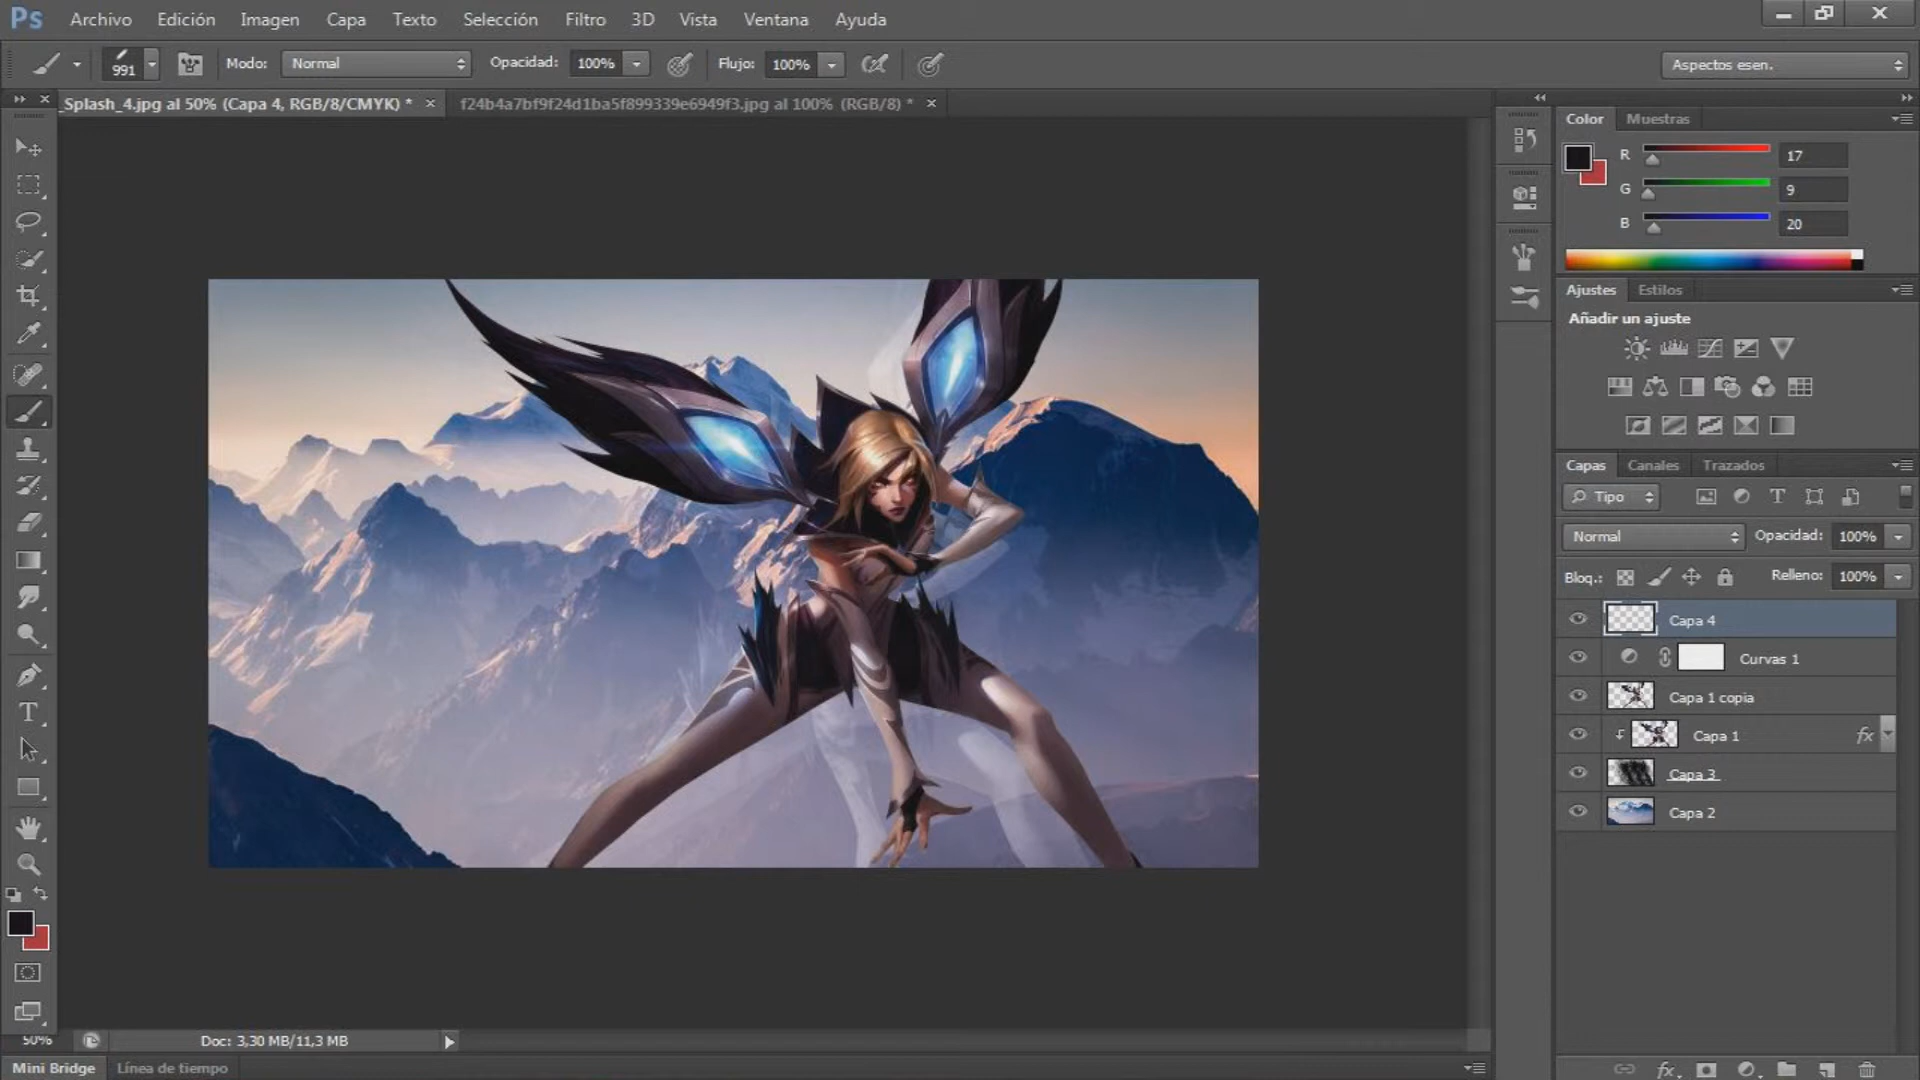 Ps Archivo Edición Imagen Capa Texto Selección Filtro 3D Vista Ventana Ayuda
991 Modo: Normal Opacidad: 100% Flujo: 100% Aspectos esen.
_Splash_4.jpg al 50% (Capa 4, RGB/8/CMYK) * × f24b4a7bf9f24d1ba5f899339e6949f3.jpg al 100% (RGB/8) * ×
Color Muestras
R 17
G 9
B 20
Ajustes Estilos
Añadir un ajuste
Capas Canales Trazados
Tipo
Normal Opacidad: 100%
Bloq.: Relleno: 100%
Capa 4
Curvas 1
Capa 1 copia
Capa 1 fx
Capa 3
Capa 2
50% Doc: 3,30 MB/11,3 MB
Mini Bridge Línea de tiempo
fx